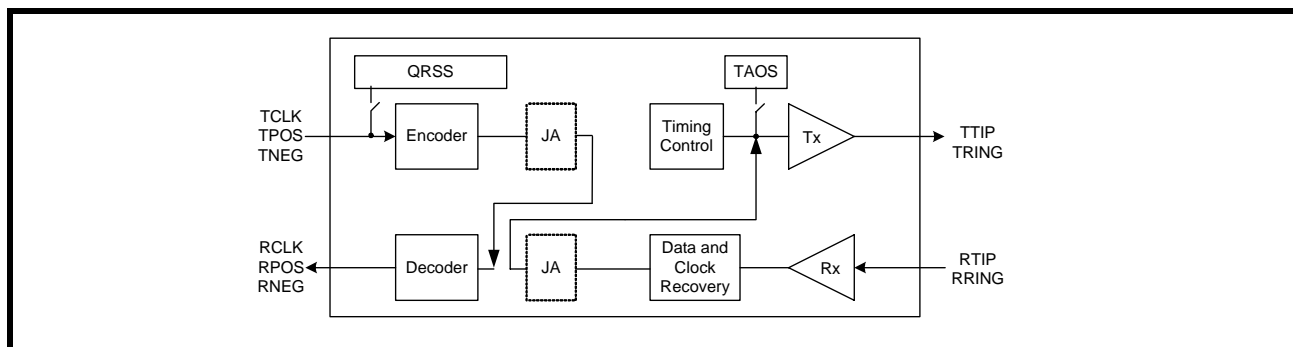 QRSS
TAOS
TCLK
TPOS
TNEG
Encoder
JA
Timing
Control
Tx
TTIP
TRING
RCLK
RPOS
RNEG
Decoder
JA
Data and
Clock
Recovery
Rx
RTIP
RRING